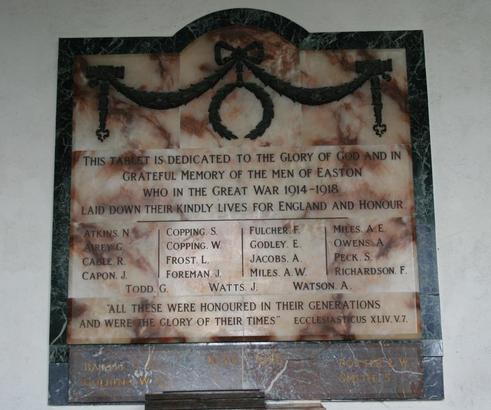 THIS TABLET IS DEDICATED TO THE GLORY OF GOD AND IN
GRATEFUL MEMORY OF THE MEN OF EASTON
WHO IN THE GREAT WAR 1914-1918
LAID DOWN THEIR KINDLY LIVES FOR ENGLAND AND HONOUR
ATKINS. N. COPPING. S. FULCHER. F. MILES. A. E.
AIREY. G. COPPING. W. GODLEY. E. OWENS. A.
CABLE. R. FROST. L. JACOBS. A. PECK. S.
CAPON. J. FOREMAN. J. MILES. A. W. RICHARDSON. F.
TODD. G. WATTS. J. WATSON. A.
"ALL THESE WERE HONOURED IN THEIR GENERATIONS
AND WERE THE GLORY OF THEIR TIMES" ECCLESIASTICUS XLIV. V.7.